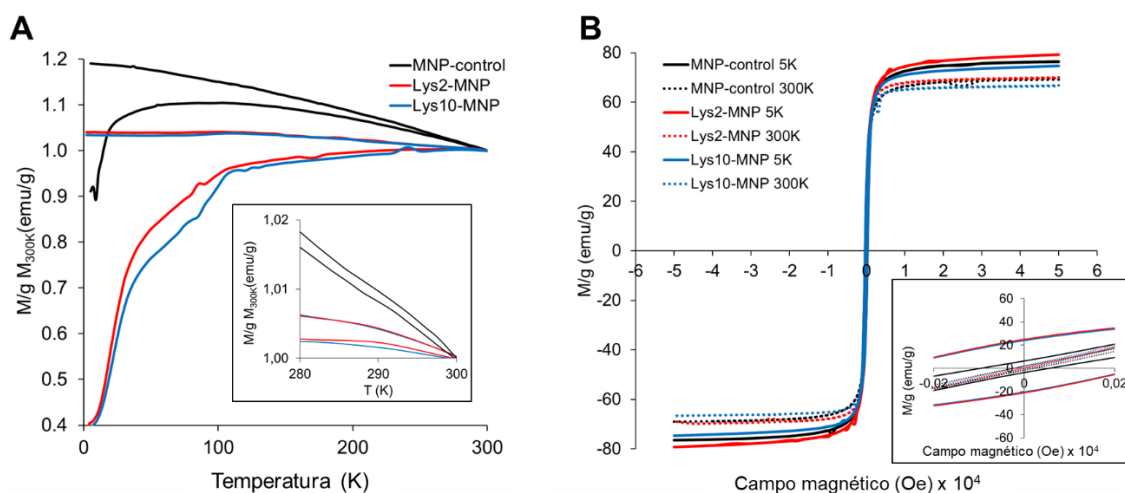 A
M/g M300K(emu/g)
1.2
1.1
1.0
0.9
0.8
0.7
0.6
0.5
0.4
0
100
200
300
Temperatura (K)
MNP-control
Lys2-MNP
Lys10-MNP
M/g M300K(emu/g)
1,02
1,01
1,00
280
290
300
T (K)
B
M/g (emu/g)
80
60
40
20
0
-20
-40
-60
-80
-6 -5 -4 -3 -2 -1 0 1 2 3 4 5 6
Campo magnético (Oe) x 10⁴
MNP-control 5K
MNP-control 300K
Lys2-MNP 5K
Lys2-MNP 300K
Lys10-MNP 5K
Lys10-MNP 300K
M/g (emu/g)
60
40
20
0
-20
-40
-60
-0,02 0 0,02
Campo magnético (Oe) x 10⁴